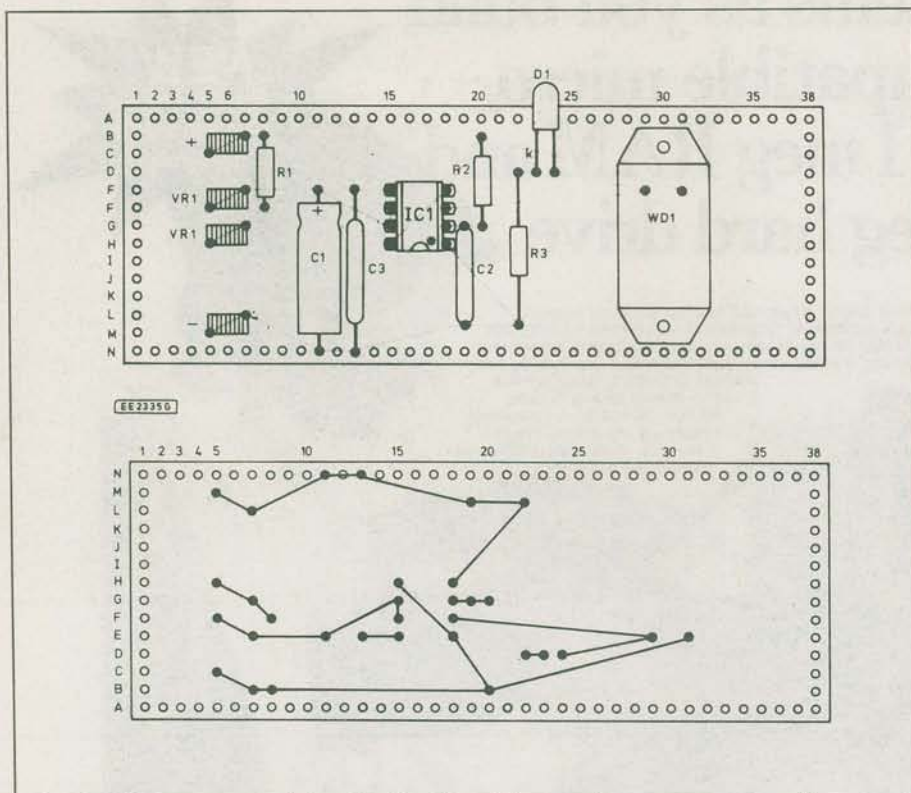 D1
1 2 3 4 5 6 10 15 20 25 30 35 38
A
B +
C k
D R1 R2
F
F VR1 IC1 WD1
G VR1
H
I C1 C3 C2 R3
J
K
L -
M
N
EE2335G
1 2 3 4 5 10 15 20 25 30 35 38
N
M
L
K
J
I
H
G
F
E
D
C
B
A